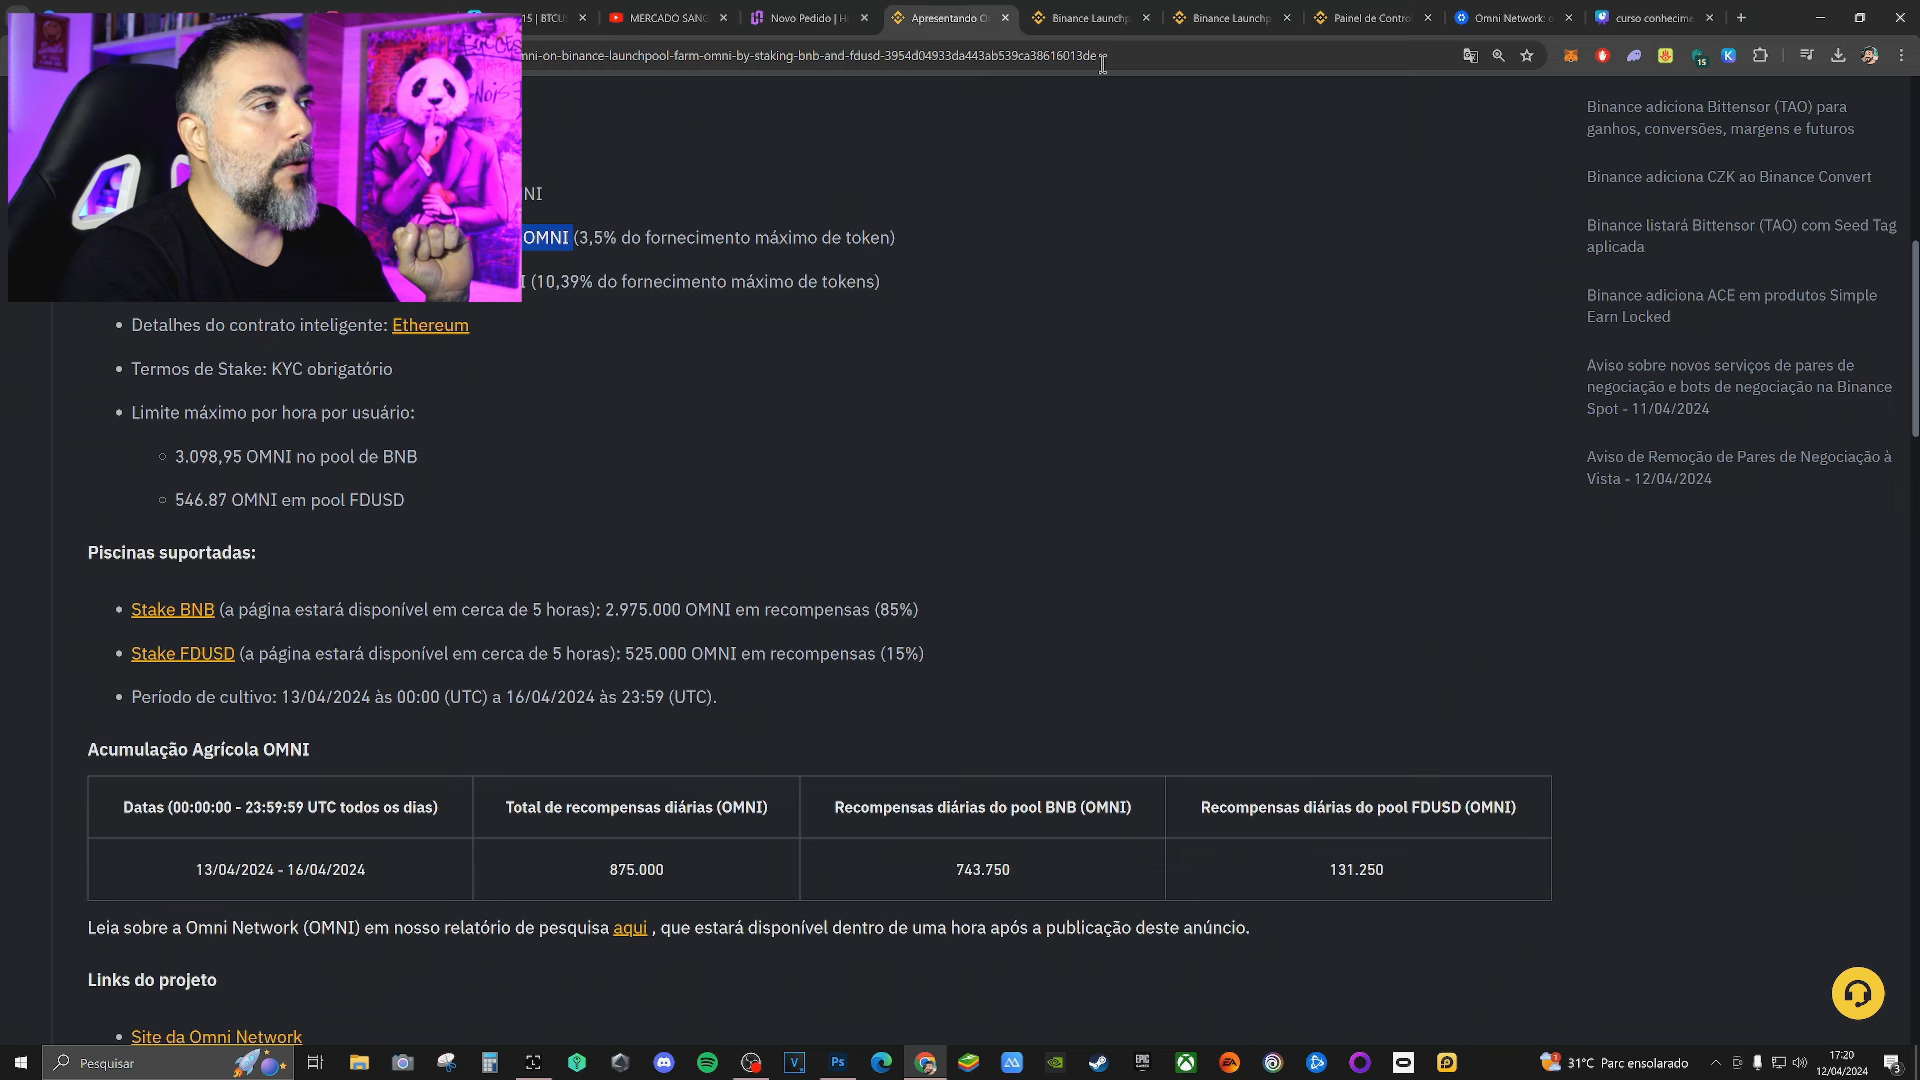 15 | BTCUS
MERCADO SANG
Novo Pedido | H
Apresentando O
Binance Launchp
Binance Launchp
Painel de Contro
Omni Network: o
curso conhecime
mni-on-binance-launchpool-farm-omni-by-staking-bnb-and-fdusd-3954d04933da443ab539ca38616013de
15
NOIS
NI
OMNI (3,5% do fornecimento máximo de token)
I (10,39% do fornecimento máximo de tokens)
Detalhes do contrato inteligente: Ethereum
Termos de Stake: KYC obrigatório
Limite máximo por hora por usuário:
3.098,95 OMNI no pool de BNB
546.87 OMNI em pool FDUSD
Piscinas suportadas:
Stake BNB (a página estará disponível em cerca de 5 horas): 2.975.000 OMNI em recompensas (85%)
Stake FDUSD (a página estará disponível em cerca de 5 horas): 525.000 OMNI em recompensas (15%)
Período de cultivo: 13/04/2024 às 00:00 (UTC) a 16/04/2024 às 23:59 (UTC).
Acumulação Agrícola OMNI
Datas (00:00:00 - 23:59:59 UTC todos os dias)
Total de recompensas diárias (OMNI)
Recompensas diárias do pool BNB (OMNI)
Recompensas diárias do pool FDUSD (OMNI)
13/04/2024 - 16/04/2024
875.000
743.750
131.250
Leia sobre a Omni Network (OMNI) em nosso relatório de pesquisa aqui , que estará disponível dentro de uma hora após a publicação deste anúncio.
Links do projeto
Site da Omni Network
Binance adiciona Bittensor (TAO) para
ganhos, conversões, margens e futuros
Binance adiciona CZK ao Binance Convert
Binance listará Bittensor (TAO) com Seed Tag
aplicada
Binance adiciona ACE em produtos Simple
Earn Locked
Aviso sobre novos serviços de pares de
negociação e bots de negociação na Binance
Spot - 11/04/2024
Aviso de Remoção de Pares de Negociação à
Vista - 12/04/2024
Pesquisar
Ps
EPIC
GAMES
EA
31°C Parc ensolarado
17:20
12/04/2024
3